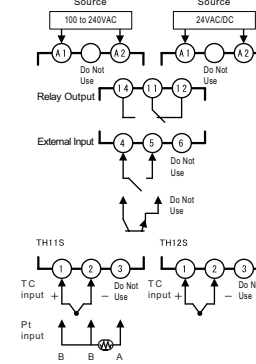 Source Source
100 to 240VAC 24VAC/DC
A1 A2 A1 A2
Do Not Use Do Not Use
14 11 12
Relay Output
External Input
4 5 6
Do Not Use
Do Not Use
TH11S TH12S
1 2 3 1 2 3
TC input + − Do Not Use TC input + −
Use
Pt input
B B A